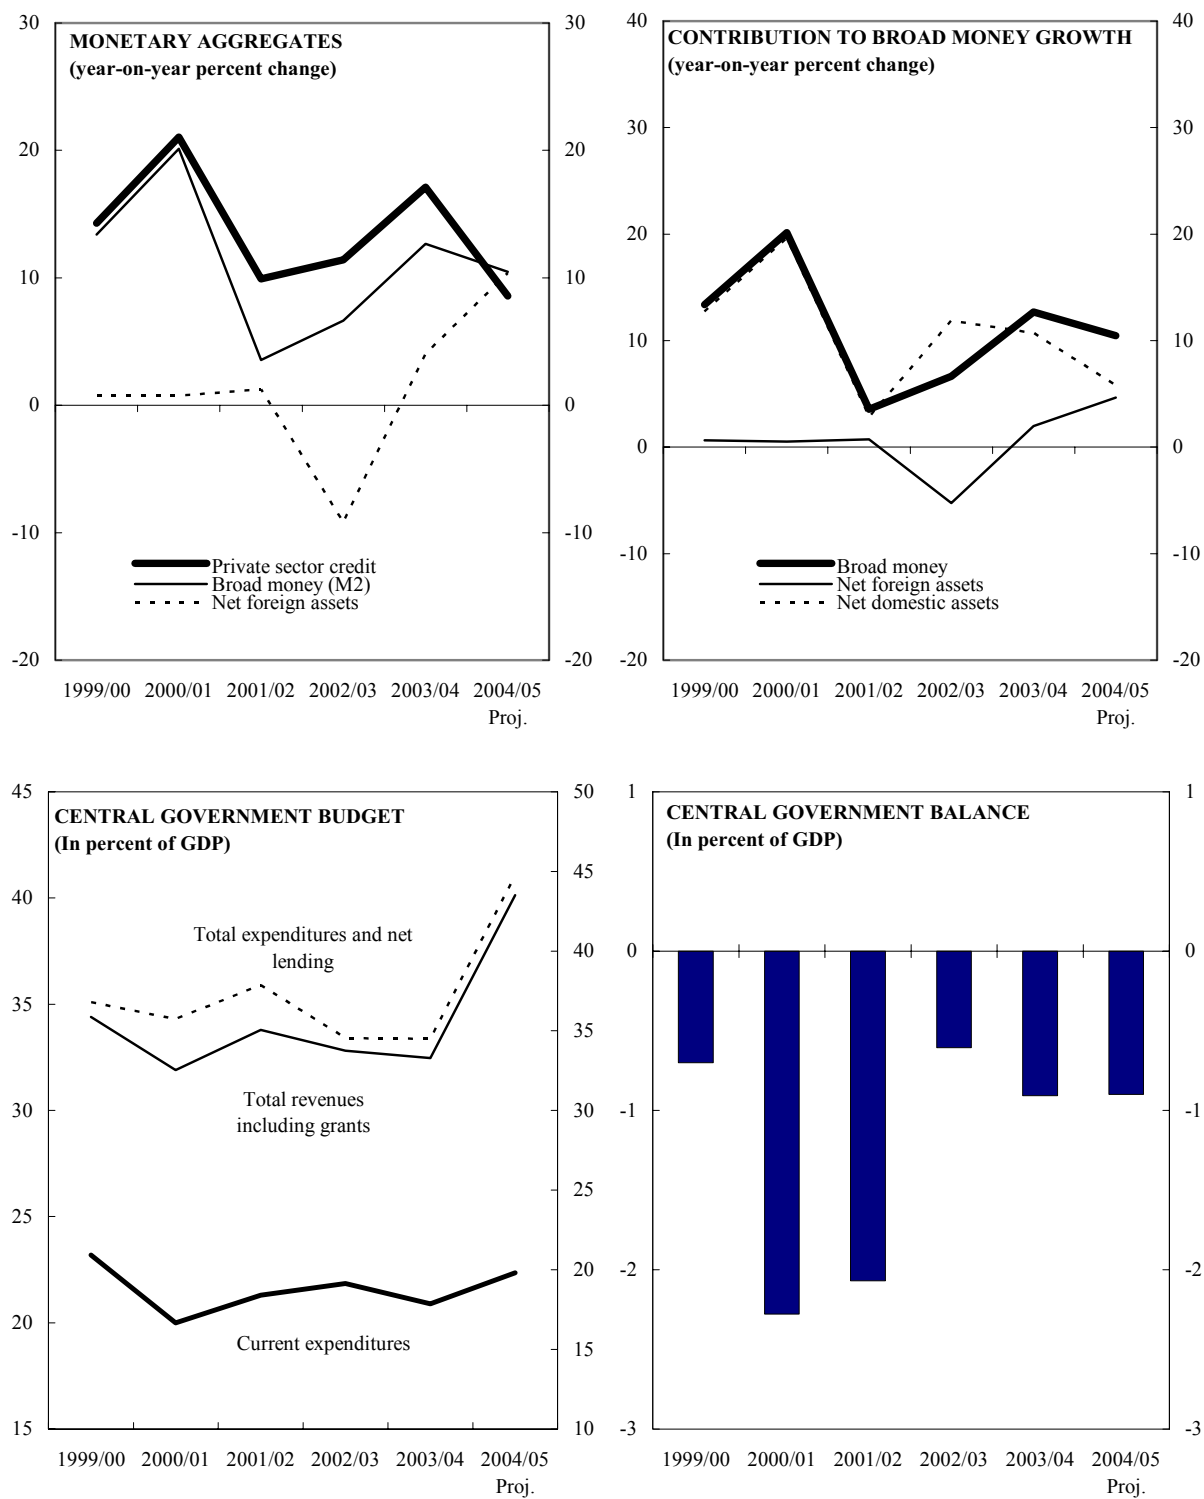 MONETARY AGGREGATES
(year-on-year percent change)
30
20
10
0
-10
-20
30
20
10
0
-10
-20
Private sector credit
Broad money (M2)
Net foreign assets
1999/00 2000/01 2001/02 2002/03 2003/04 2004/05
Proj.
CONTRIBUTION TO BROAD MONEY GROWTH
(year-on-year percent change)
40
30
20
10
0
-10
-20
40
30
20
10
0
-10
-20
Broad money
Net foreign assets
Net domestic assets
1999/00 2000/01 2001/02 2002/03 2003/04 2004/05
Proj.
CENTRAL GOVERNMENT BUDGET
(In percent of GDP)
45
40
35
30
25
20
15
50
45
40
35
30
25
20
15
10
Total expenditures and net
lending
Total revenues
including grants
Current expenditures
1999/00 2000/01 2001/02 2002/03 2003/04 2004/05
Proj.
CENTRAL GOVERNMENT BALANCE
(In percent of GDP)
1
0
-1
-2
-3
1
0
-1
-2
-3
1999/00 2000/01 2001/02 2002/03 2003/04 2004/05
Proj.